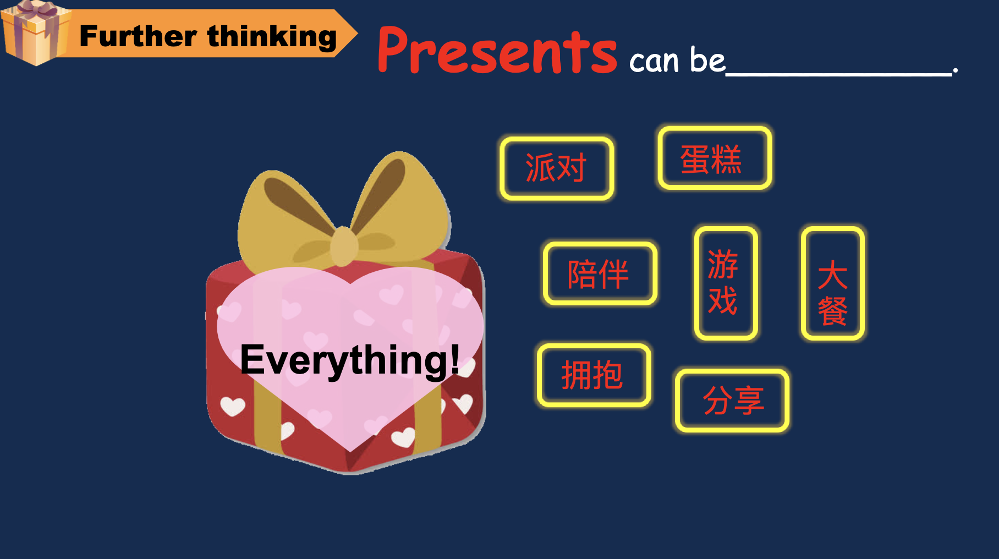 Further thinking
Presents can be____________.
派对
蛋糕
陪伴
游
戏
大
餐
Everything!
拥抱
分享